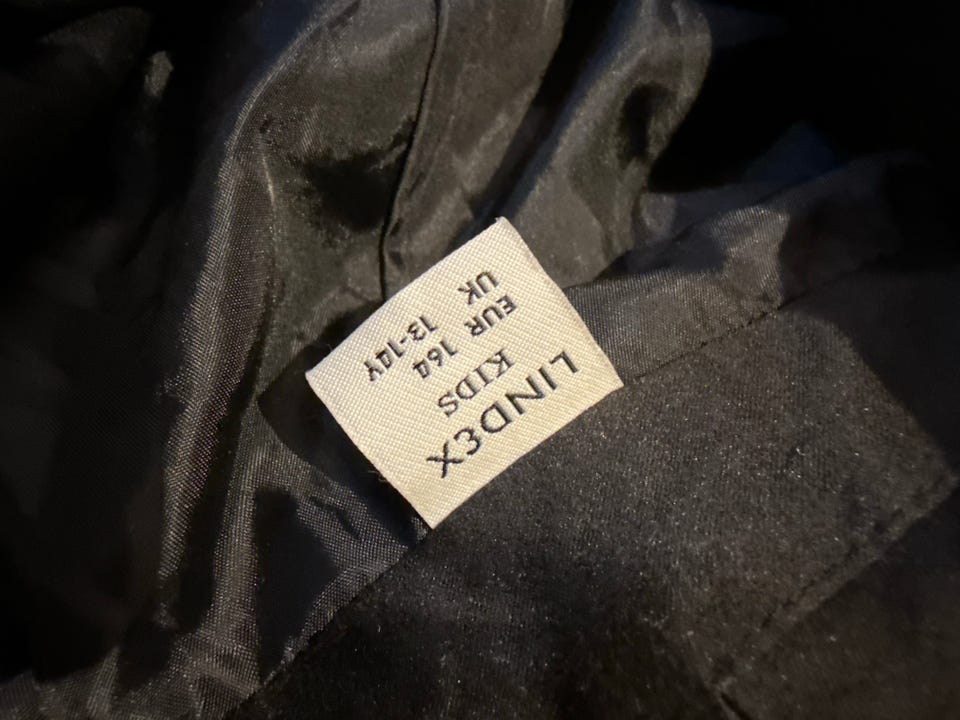 LINDEX
KIDS
EUR 164
UK 13-14Y